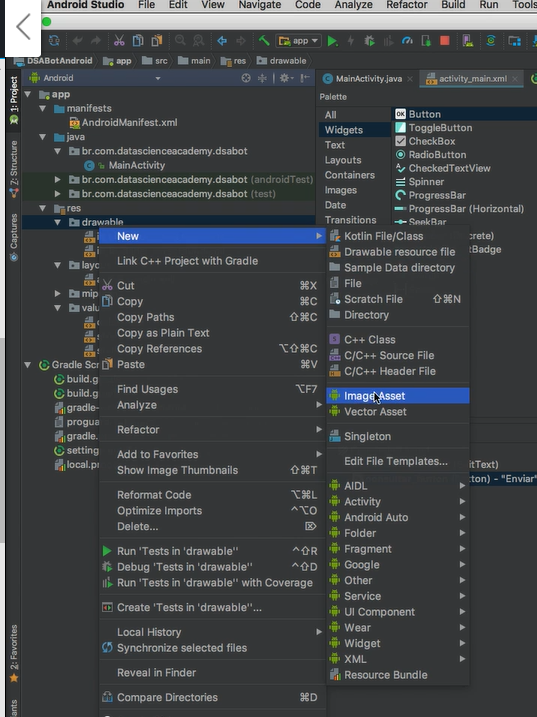 Android Studio File Edit View Navigate Code Analyze Refactor Build Run Tools
app
DSABotAndroid app src main res drawable
Android
MainActivity.java activity_main.xml
1: Project
Z: Structure
Captures
2: Favorites
app
manifests
AndroidManifest.xml
java
br.com.datascienceacademy.dsabot
MainActivity
br.com.datascienceacademy.dsabot (androidTest)
br.com.datascienceacademy.dsabot (test)
res
drawable
Gradle Scr
build.g
build.g
gradle-
progua
gradle.
setting
local.p
Palette
All
Widgets
Text
Layouts
Containers
Images
Date
Transitions
OK Button
ToggleButton
CheckBox
RadioButton
CheckedTextView
Spinner
ProgressBar
ProgressBar (Horizontal)
SeekBar
New
Link C++ Project with Gradle
Cut ⌘X
Copy ⌘C
Copy Paths ⇧⌘C
Copy as Plain Text
Copy References ⌥⇧⌘C
Paste ⌘V
Find Usages ⌥F7
Analyze
Refactor
Add to Favorites
Show Image Thumbnails ⇧⌘T
Reformat Code ⌥⌘L
Optimize Imports ^⌥O
Delete... ⌦
Run 'Tests in 'drawable'' ^⇧R
Debug 'Tests in 'drawable'' ^⇧D
Run 'Tests in 'drawable'' with Coverage
Create 'Tests in 'drawable''...
Local History
Synchronize selected files
Reveal in Finder
Compare Directories ⌘D
Kotlin File/Class
Drawable resource file
Sample Data directory
File
Scratch File ⇧⌘N
Directory
C++ Class
C/C++ Source File
C/C++ Header File
Image Asset
Vector Asset
Singleton
Edit File Templates...
AIDL
Activity
Android Auto
Folder
Fragment
Google
Other
Service
UI Component
Wear
Widget
XML
Resource Bundle
crete)
tBadge
itText)
tton) - "Enviar"